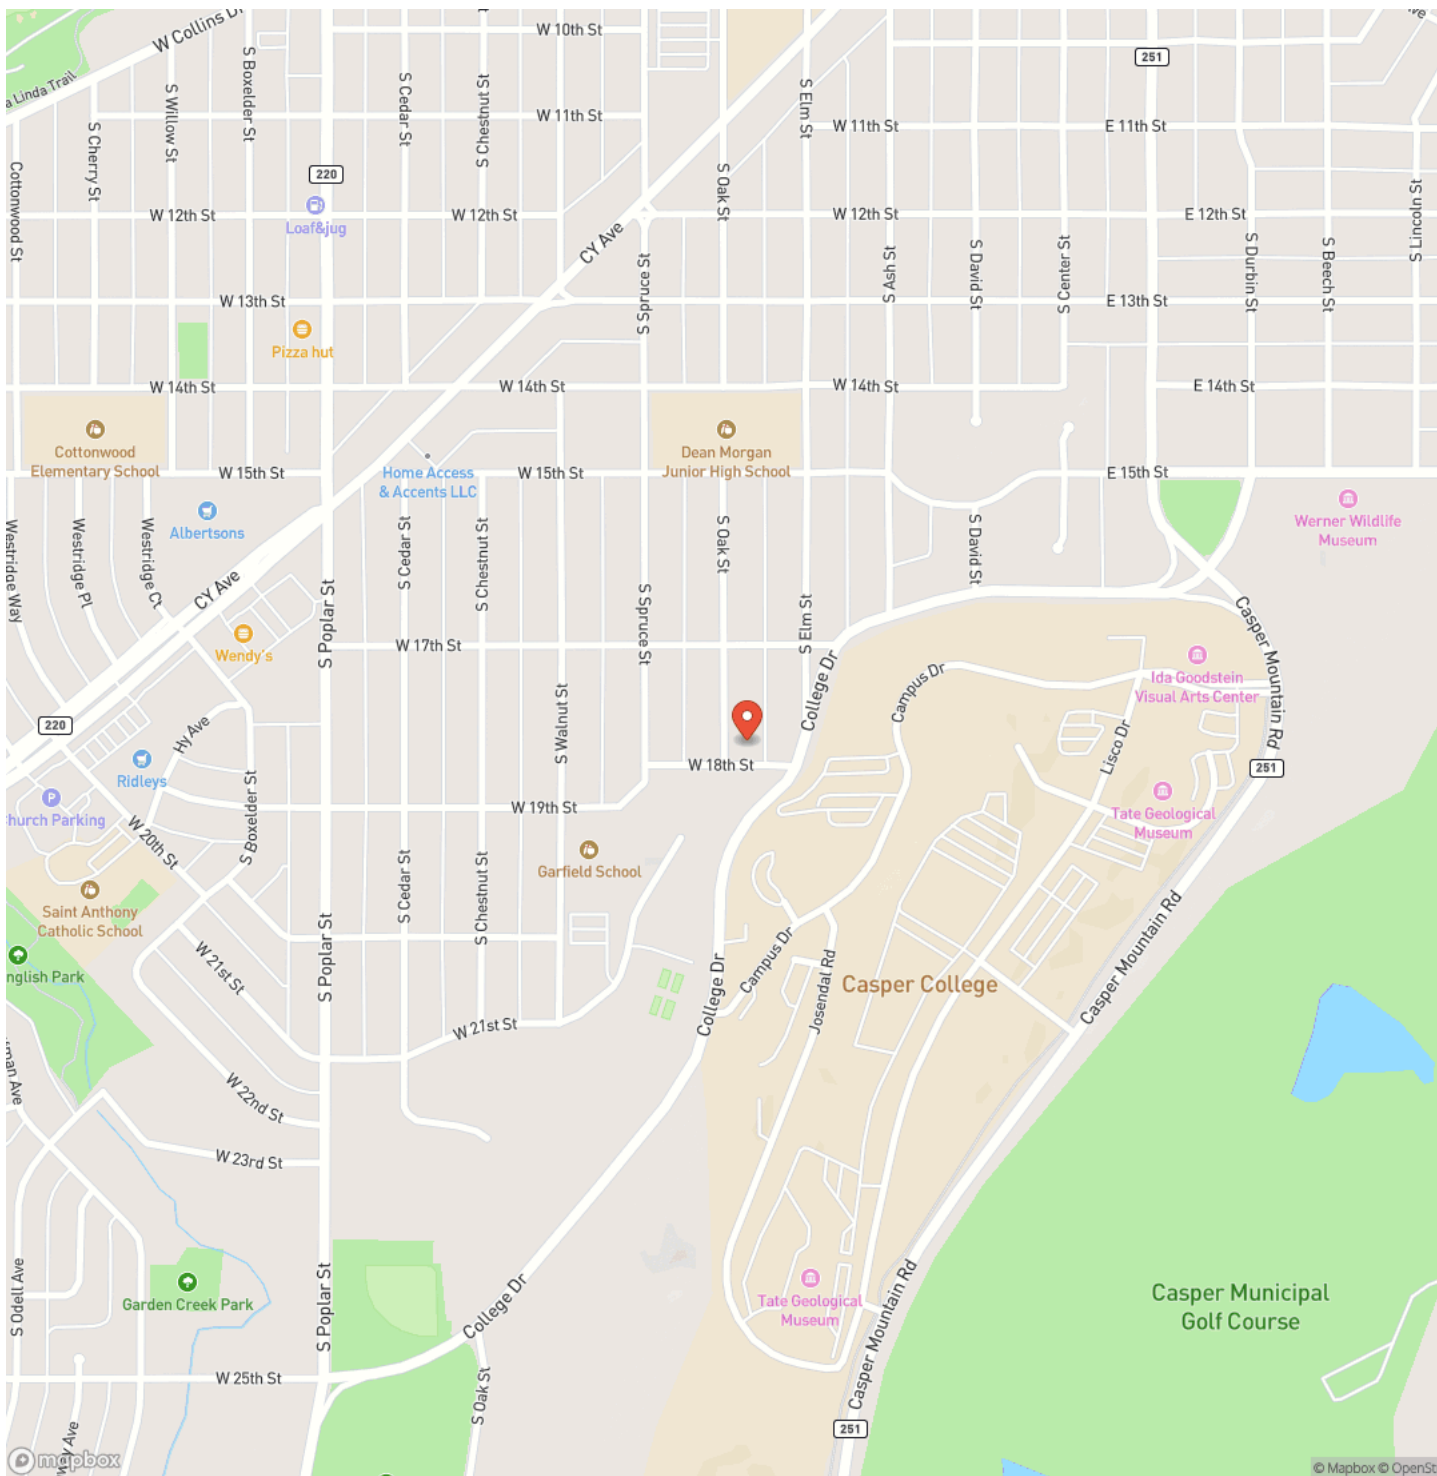 W Collins Dr
W 10th St
Ave
251
a Linda Trail
S Willow St
S Boxelder St
S Cedar St
S Chestnut St
S Elm St
W 11th St
W 11th St
E 11th St
S Cherry St
Cottonwood St
220
S Oak St
S Lincoln St
W 12th St
Loaf&jug
W 12th St
CY Ave
W 12th St
E 12th St
S Spruce St
S Ash St
S David St
S Center St
S Durbin St
S Beech St
W 13th St
E 13th St
Pizza hut
W 14th St
W 14th St
W 14th St
E 14th St
Cottonwood
Elementary School
Dean Morgan
Junior High School
W 15th St
Home Access
& Accents LLC
W 15th St
E 15th St
Albertsons
Werner Wildlife
Museum
Westridge Way
Westridge Pl
Westridge Ct
CY Ave
S Poplar St
S Cedar St
S Chestnut St
S Oak St
S David St
S Spruce St
S Elm St
Casper Mountain Rd
Wendy's
W 17th St
College Dr
Campus Dr
Ida Goodstein
Visual Arts Center
220
Hy Ave
S Walnut St
Lisco Dr
W 18th St
251
Ridleys
Church Parking
S Boxelder St
W 19th St
Tate Geological
Museum
W 20th St
Garfield School
Saint Anthony
Catholic School
S Cedar St
S Chestnut St
S Poplar St
Casper Mountain Rd
nglish Park
W 21st St
College Dr
Campus Dr
Josendal Rd
Casper College
W 21st St
rman Ave
W 22nd St
W 23rd St
S Odell Ave
Garden Creek Park
S Poplar St
College Dr
Tate Geological
Museum
Casper Mountain Rd
Casper Municipal
Golf Course
W 25th St
S Oak St
251
way Ave
mapbox
© Mapbox © OpenSt